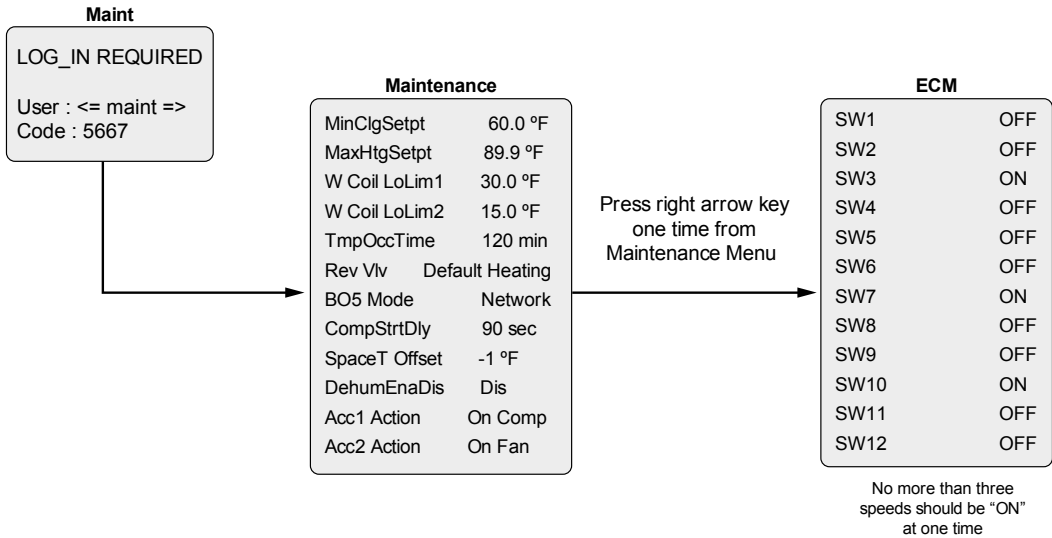 Maint
LOG_IN REQUIRED
User : <= maint =>
Code : 5667
Maintenance
MinClgSetpt 60.0 ºF
MaxHtgSetpt 89.9 ºF
W Coil LoLim1 30.0 ºF
W Coil LoLim2 15.0 ºF
TmpOccTime 120 min
Rev Vlv Default Heating
BO5 Mode Network
CompStrtDly 90 sec
SpaceT Offset -1 ºF
DehumEnaDis Dis
Acc1 Action On Comp
Acc2 Action On Fan
Press right arrow key
one time from
Maintenance Menu
ECM
SW1 OFF
SW2 OFF
SW3 ON
SW4 OFF
SW5 OFF
SW6 OFF
SW7 ON
SW8 OFF
SW9 OFF
SW10 ON
SW11 OFF
SW12 OFF
No more than three
speeds should be “ON”
at one time